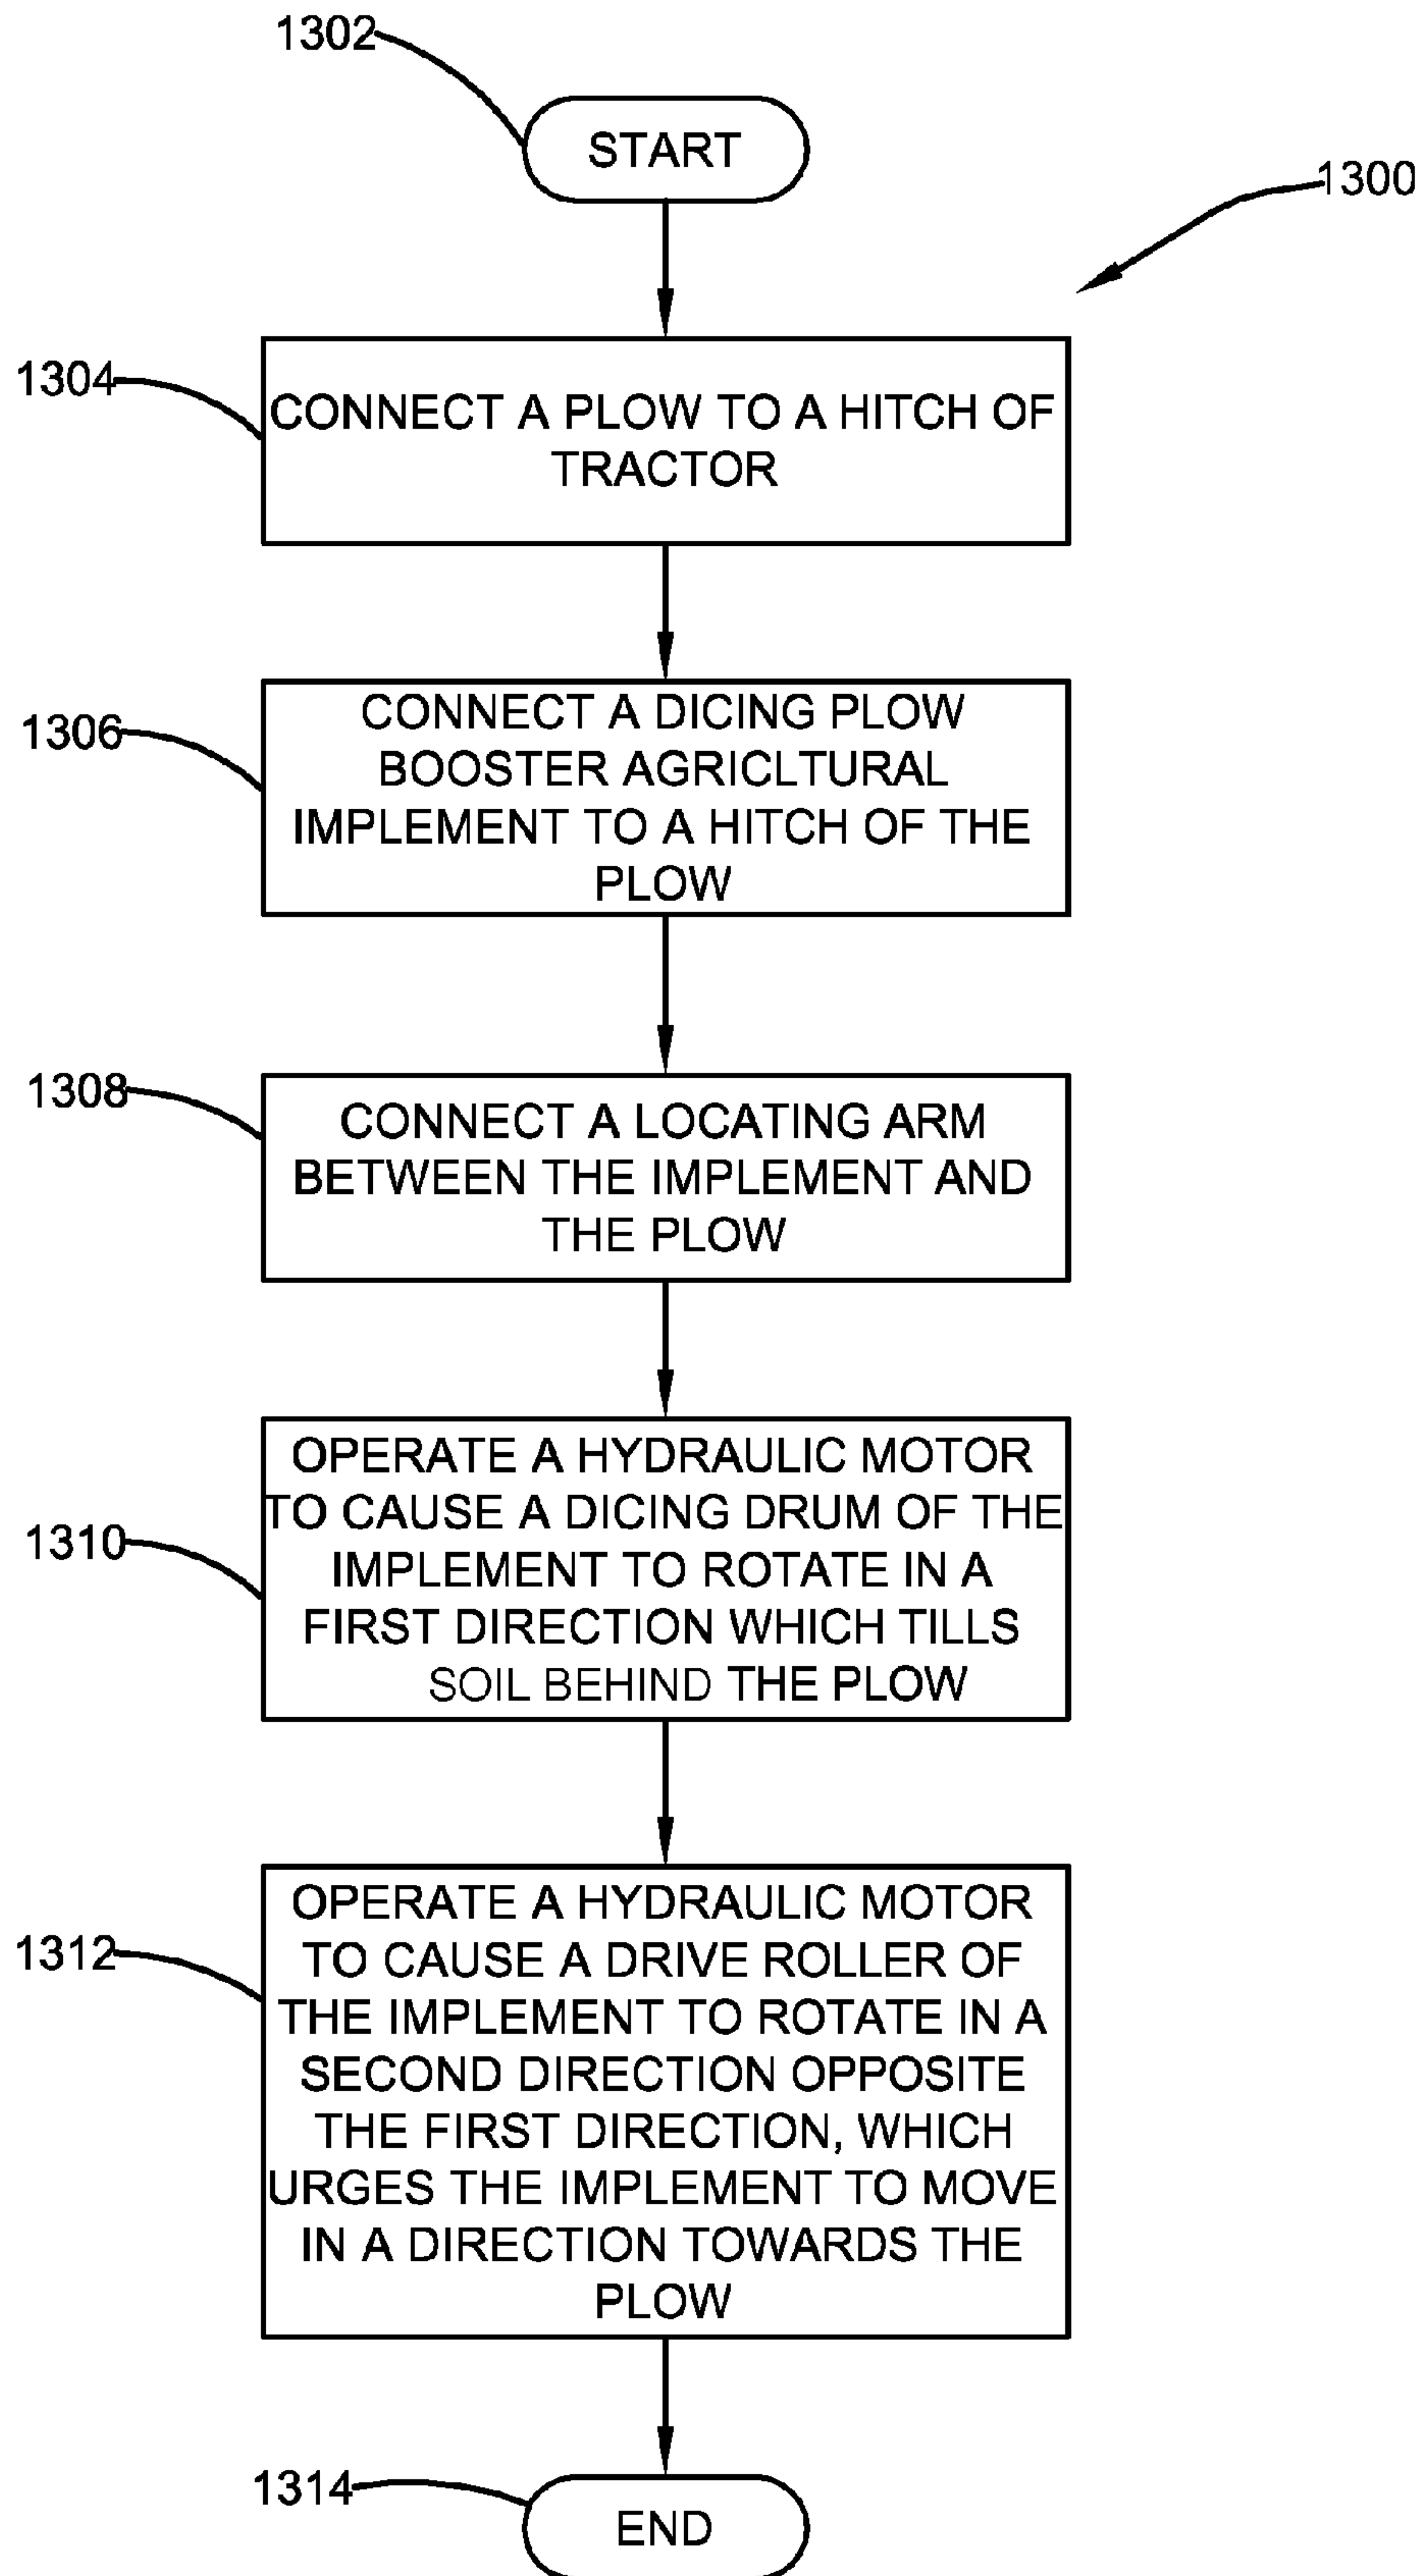 1302
START
1300
1304
CONNECT A PLOW TO A HITCH OF
TRACTOR
1306
CONNECT A DICING PLOW
BOOSTER AGRICLTURAL
IMPLEMENT TO A HITCH OF THE
PLOW
1308
CONNECT A LOCATING ARM
BETWEEN THE IMPLEMENT AND
THE PLOW
1310
OPERATE A HYDRAULIC MOTOR
TO CAUSE A DICING DRUM OF THE
IMPLEMENT TO ROTATE IN A
FIRST DIRECTION WHICH TILLS
SOIL BEHIND THE PLOW
1312
OPERATE A HYDRAULIC MOTOR
TO CAUSE A DRIVE ROLLER OF
THE IMPLEMENT TO ROTATE IN A
SECOND DIRECTION OPPOSITE
THE FIRST DIRECTION, WHICH
URGES THE IMPLEMENT TO MOVE
IN A DIRECTION TOWARDS THE
PLOW
1314
END